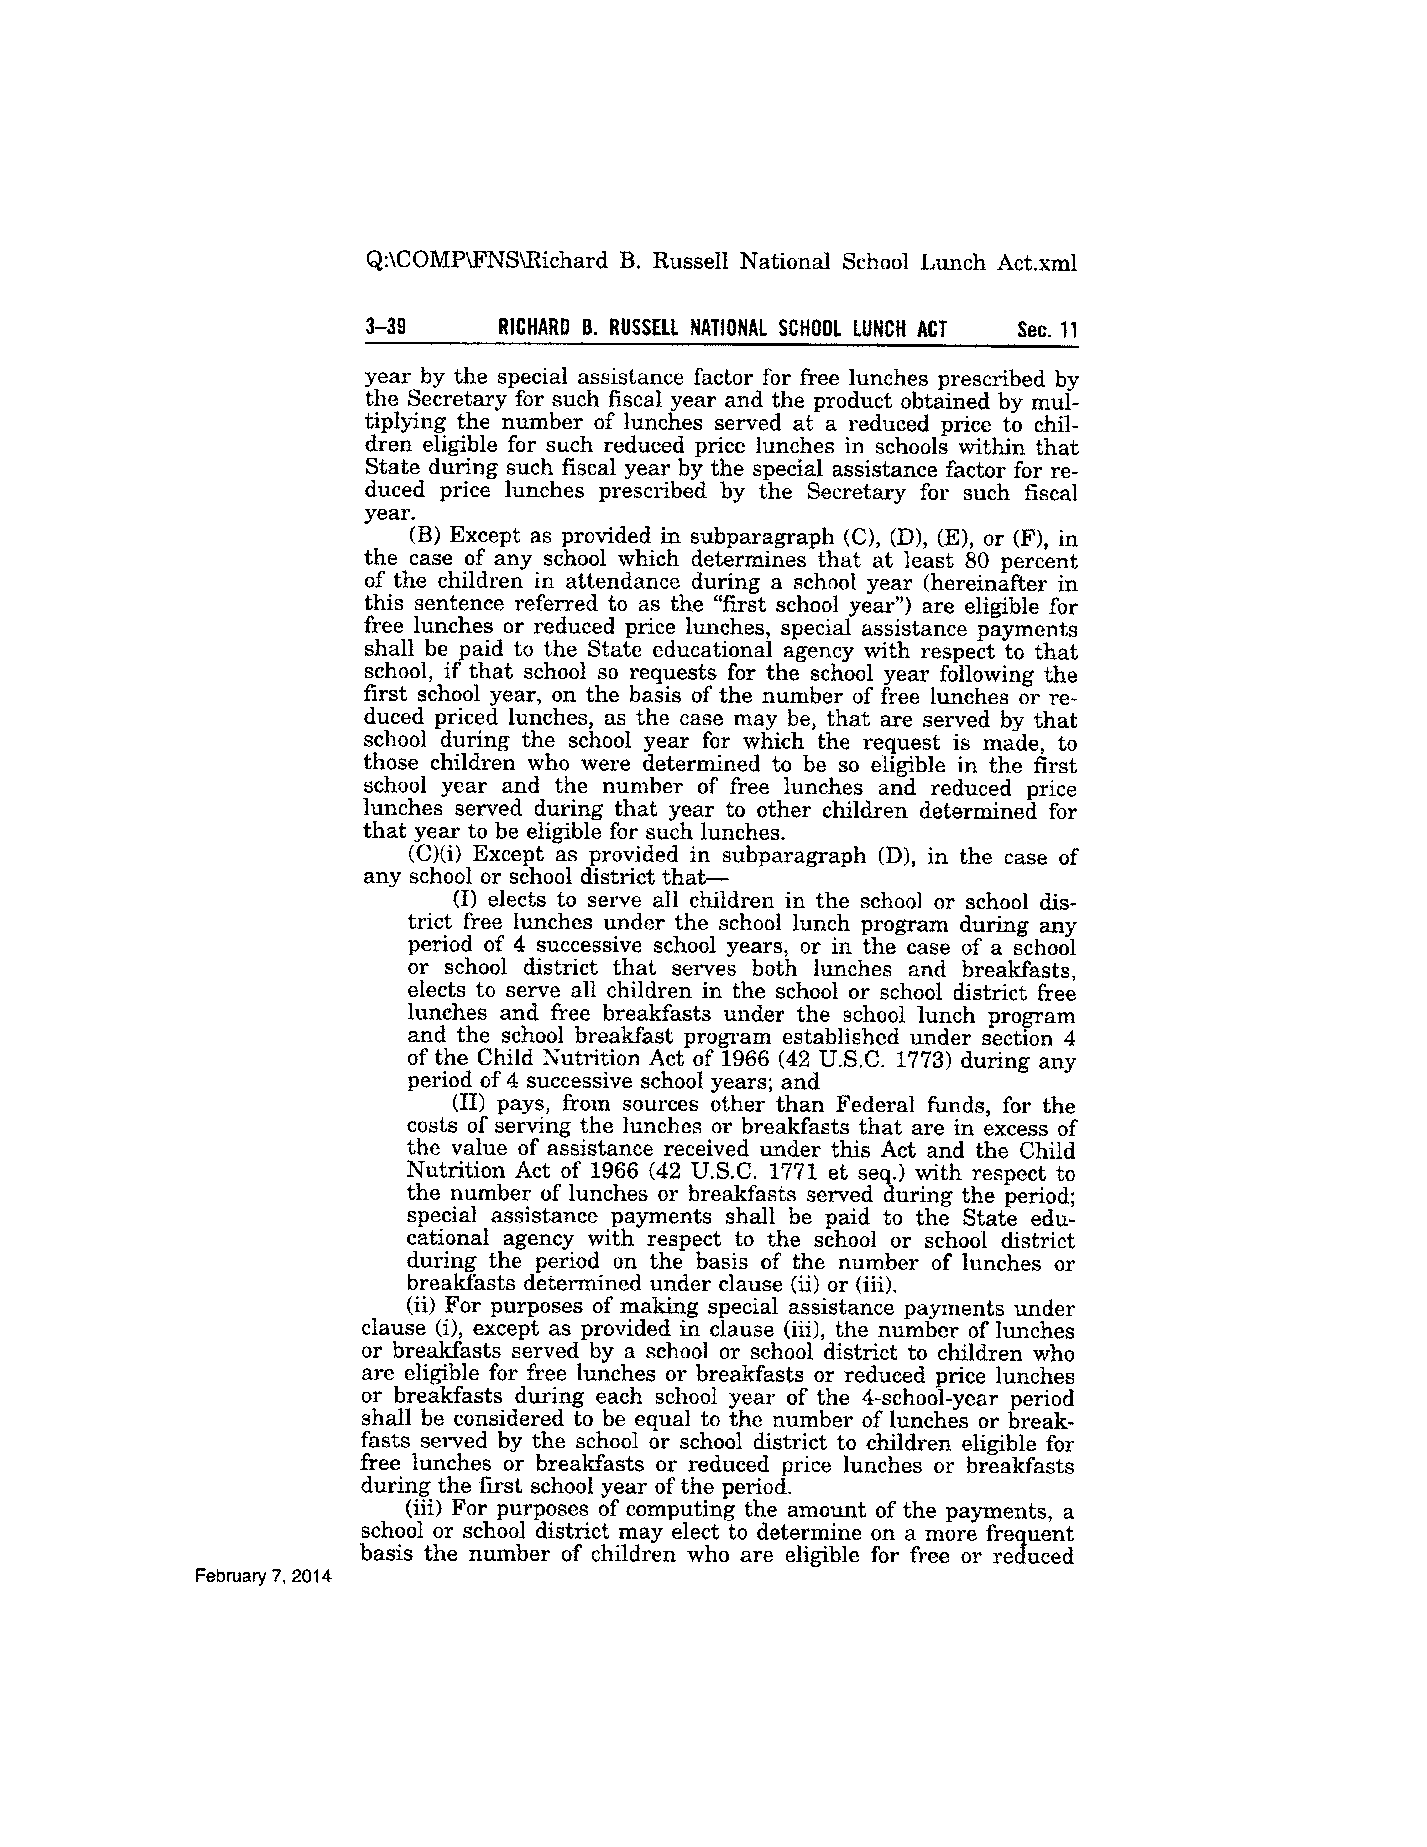 Q:\COMP\FNS\Richard B. Russell National School Lunch Act.xml
3–39 RICHARD B. RUSSELL NATIONAL SCHOOL LUNCH ACT Sec. 11
year by the special assistance factor for free lunches prescribed by
the Secretary for such fiscal year and the product obtained by mul-
tiplying the number of lunches served at a reduced price to chil-
dren eligible for such reduced price lunches in schools within that
State during such fiscal year by the special assistance factor for re-
duced price lunches prescribed by the Secretary for such fiscal
year.
(B) Except as provided in subparagraph (C), (D), (E), or (F), in
the case of any school which determines that at least 80 percent
of the children in attendance during a school year (hereinafter in
this sentence referred to as the “first school year”) are eligible for
free lunches or reduced price lunches, special assistance payments
shall be paid to the State educational agency with respect to that
school, if that school so requests for the school year following the
first school year, on the basis of the number of free lunches or re-
duced priced lunches, as the case may be, that are served by that
school during the school year for which the request is made, to
those children who were determined to be so eligible in the first
school year and the number of free lunches and reduced price
lunches served during that year to other children determined for
that year to be eligible for such lunches.
(C)(i) Except as provided in subparagraph (D), in the case of
any school or school district that—
(I) elects to serve all children in the school or school dis-
trict free lunches under the school lunch program during any
period of 4 successive school years, or in the case of a school
or school district that serves both lunches and breakfasts,
elects to serve all children in the school or school district free
lunches and free breakfasts under the school lunch program
and the school breakfast program established under section 4
of the Child Nutrition Act of 1966 (42 U.S.C. 1773) during any
period of 4 successive school years; and
(II) pays, from sources other than Federal funds, for the
costs of serving the lunches or breakfasts that are in excess of
the value of assistance received under this Act and the Child
Nutrition Act of 1966 (42 U.S.C. 1771 et seq.) with respect to
the number of lunches or breakfasts served during the period;
special assistance payments shall be paid to the State edu-
cational agency with respect to the school or school district
during the period on the basis of the number of lunches or
breakfasts determined under clause (ii) or (iii).
(ii) For purposes of making special assistance payments under
clause (i), except as provided in clause (iii), the number of lunches
or breakfasts served by a school or school district to children who
are eligible for free lunches or breakfasts or reduced price lunches
or breakfasts during each school year of the 4-school-year period
shall be considered to be equal to the number of lunches or break-
fasts served by the school or school district to children eligible for
free lunches or breakfasts or reduced price lunches or breakfasts
during the first school year of the period.
(iii) For purposes of computing the amount of the payments, a
school or school district may elect to determine on a more frequent
basis the number of children who are eligible for free or reduced
February 7, 2014